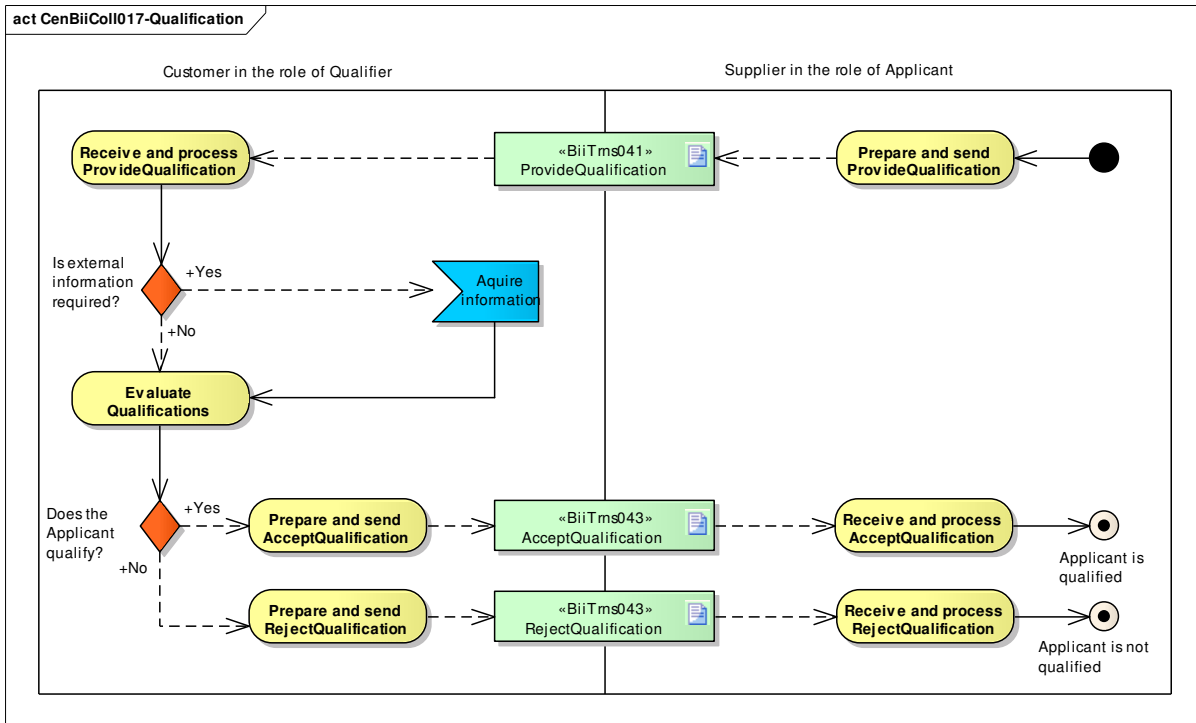 act CenBiiColl017-Qualification
Customer in the role of Qualifier
Supplier in the role of Applicant
Receive and process
ProvideQualification
«BiiTrns041»
ProvideQualification
Prepare and send
ProvideQualification
Is external
information
required?
+Yes
Aquire
information
+No
Evaluate
Qualifications
Does the
Applicant
qualify?
+Yes
Prepare and send
AcceptQualification
«BiiTrns043»
AcceptQualification
Receive and process
AcceptQualification
Applicant is
qualified
+No
Prepare and send
RejectQualification
«BiiTrns043»
RejectQualification
Receive and process
RejectQualification
Applicant is not
qualified